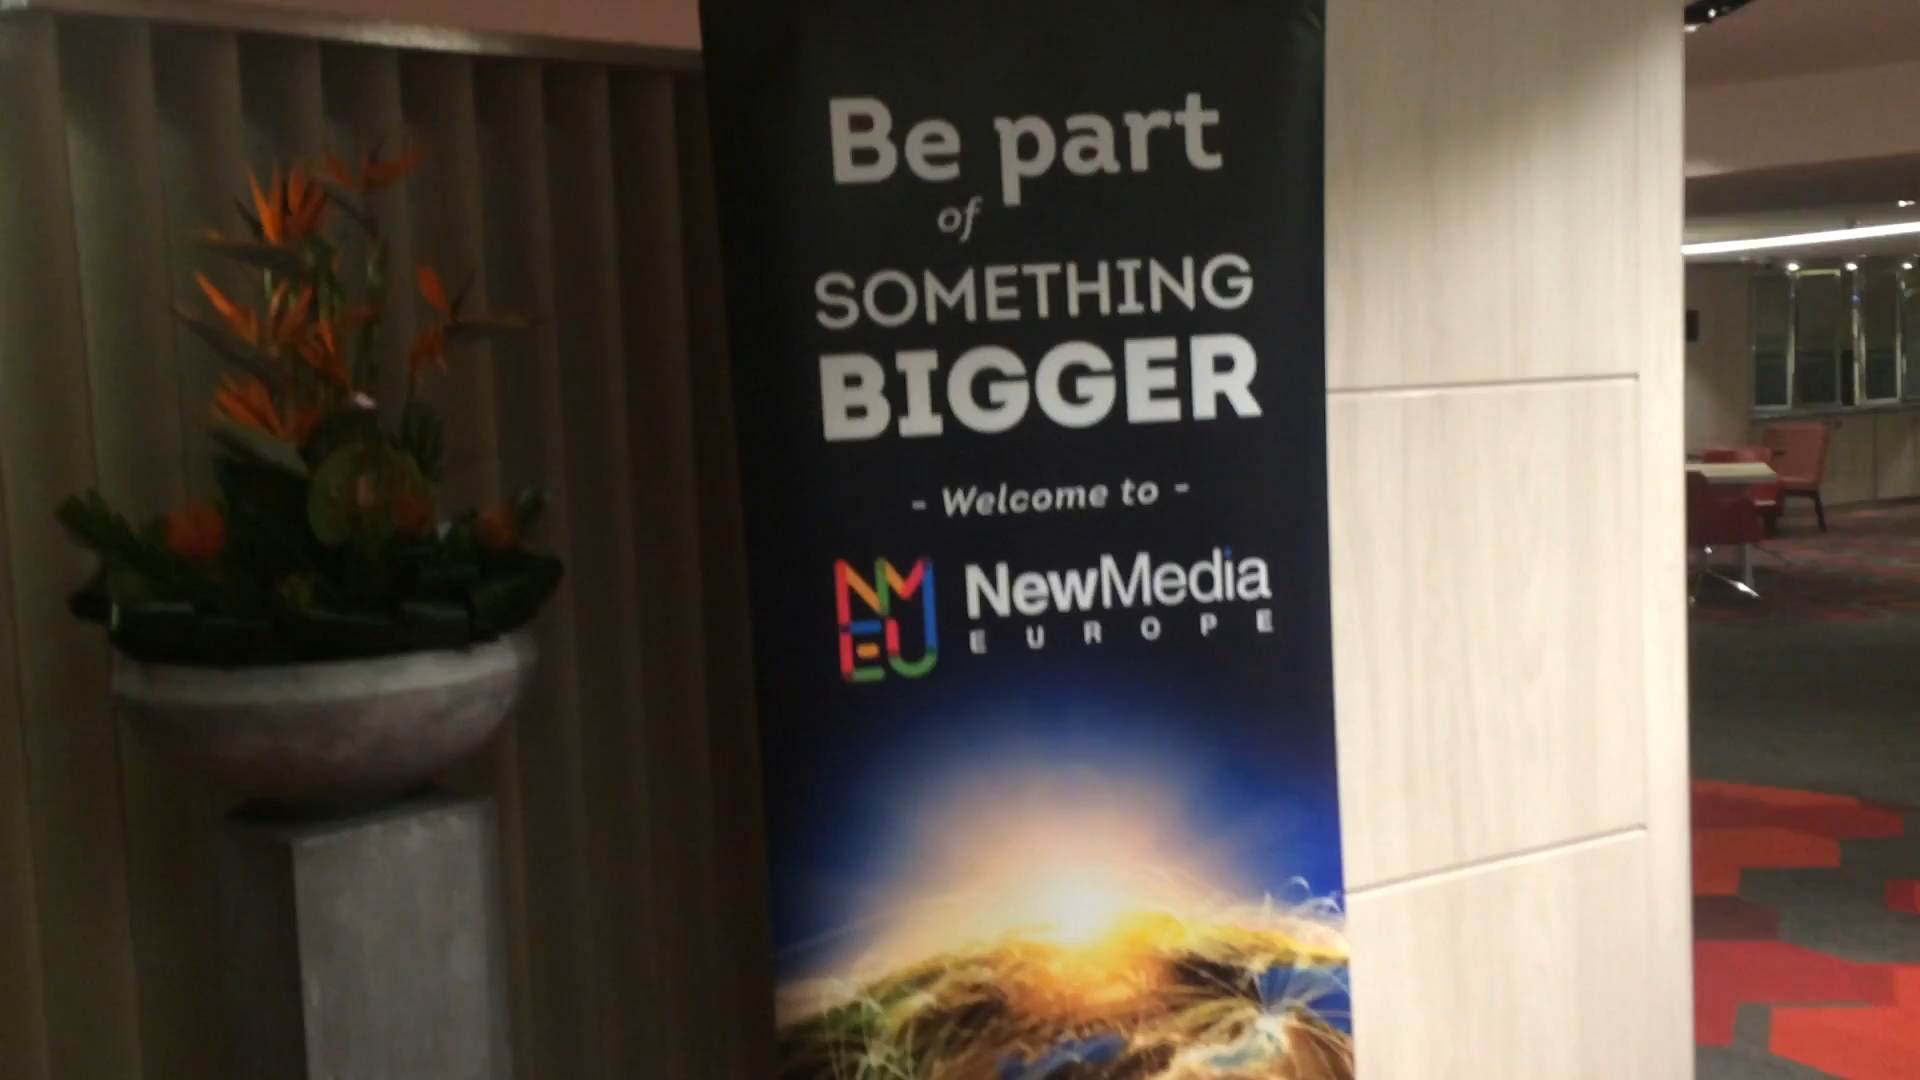 Be part
of
SOMETHING
BIGGER
- Welcome to -
NM
EU
NewMedia
EUROPE